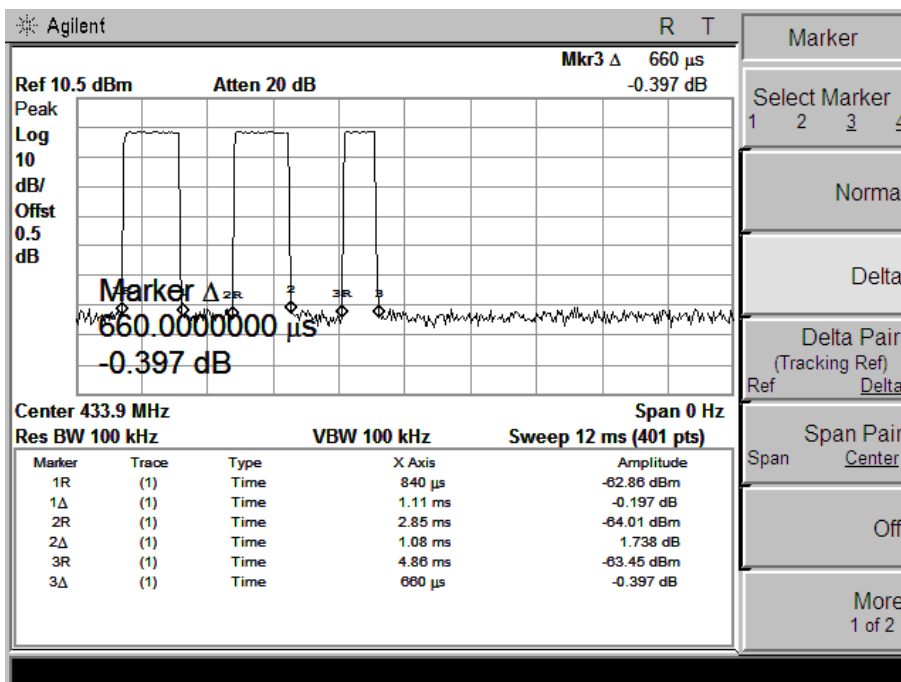 Agilent R T
Mkr3 Δ 660 μs
Ref 10.5 dBm Atten 20 dB -0.397 dB
Peak
Log
10
dB/
Offst
0.5
dB
2R 2 3R 3
Marker Δ
660.0000000 μs
-0.397 dB
Center 433.9 MHz Span 0 Hz
Res BW 100 kHz VBW 100 kHz Sweep 12 ms (401 pts)
Marker Trace Type X Axis Amplitude
1R (1) Time 840 μs -62.86 dBm
1Δ (1) Time 1.11 ms -0.197 dB
2R (1) Time 2.85 ms -64.01 dBm
2Δ (1) Time 1.08 ms 1.738 dB
3R (1) Time 4.86 ms -63.45 dBm
3Δ (1) Time 660 μs -0.397 dB
Marker
Select Marker
1 2 3 4
Norma
Delta
Delta Pair
(Tracking Ref)
Ref Delta
Span Pair
Span Center
Off
More
1 of 2